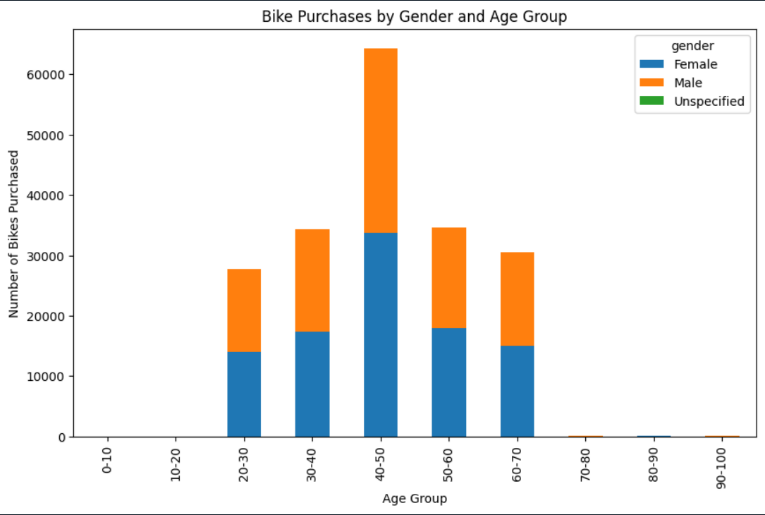 Bike Purchases by Gender and Age Group
gender
Female
Male
Unspecified
Number of Bikes Purchased
60000
50000
40000
30000
20000
10000
0
0-10
10-20
20-30
30-40
40-50
50-60
60-70
70-80
80-90
90-100
Age Group